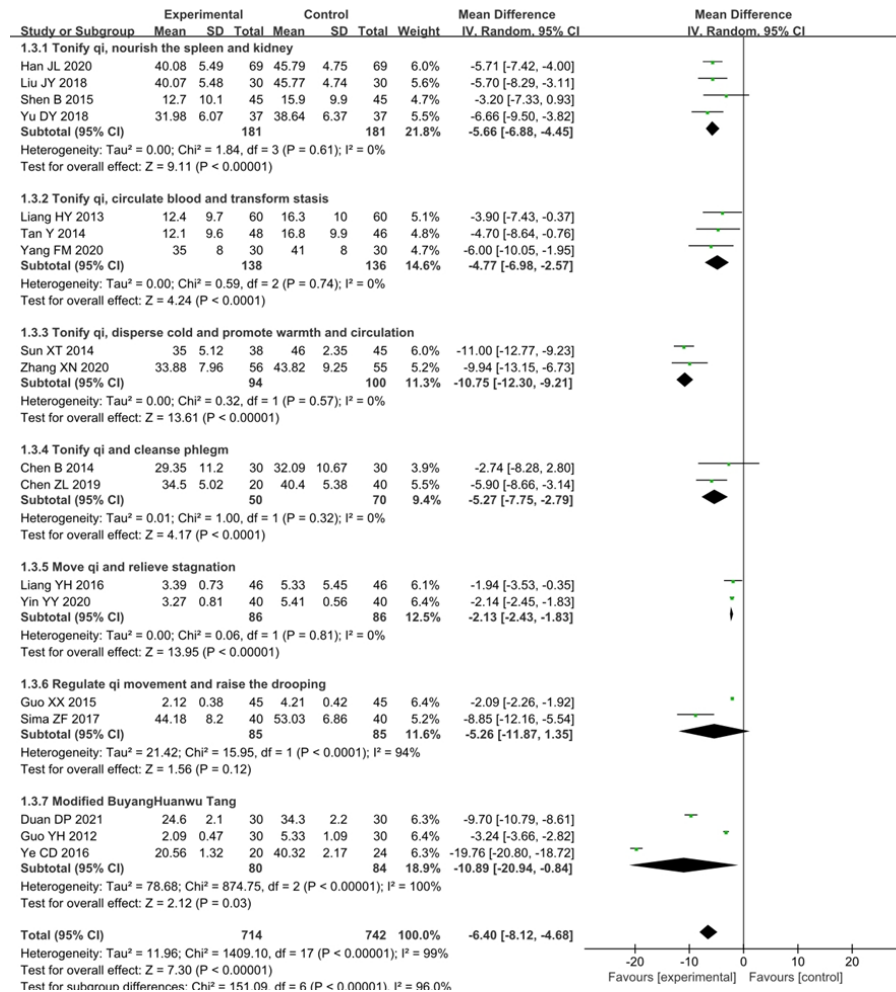 Experimental Control Mean Difference Mean Difference
Study or Subgroup Mean SD Total Mean SD Total Weight IV, Random, 95% CI IV, Random, 95% CI
1.3.1 Tonify qi, nourish the spleen and kidney
Han JL 2020 40.08 5.49 69 45.79 4.75 69 6.0% -5.71 [-7.42, -4.00]
Liu JY 2018 40.07 5.48 30 45.77 4.74 30 5.6% -5.70 [-8.29, -3.11]
Shen B 2015 12.7 10.1 45 15.9 9.9 45 4.7% -3.20 [-7.33, 0.93]
Yu DY 2018 31.98 6.07 37 38.64 6.37 37 5.5% -6.66 [-9.50, -3.82]
Subtotal (95% CI) 181 181 21.8% -5.66 [-6.88, -4.45]
Heterogeneity: Tau² = 0.00; Chi² = 1.84, df = 3 (P = 0.61); I² = 0%
Test for overall effect: Z = 9.11 (P < 0.00001)
1.3.2 Tonify qi, circulate blood and transform stasis
Liang HY 2013 12.4 9.7 60 16.3 10 60 5.1% -3.90 [-7.43, -0.37]
Tan Y 2014 12.1 9.6 48 16.8 9.9 46 4.8% -4.70 [-8.64, -0.76]
Yang FM 2020 35 8 30 41 8 30 4.7% -6.00 [-10.05, -1.95]
Subtotal (95% CI) 138 136 14.6% -4.77 [-6.98, -2.57]
Heterogeneity: Tau² = 0.00; Chi² = 0.59, df = 2 (P = 0.74); I² = 0%
Test for overall effect: Z = 4.24 (P < 0.0001)
1.3.3 Tonify qi, disperse cold and promote warmth and circulation
Sun XT 2014 35 5.12 38 46 2.35 45 6.0% -11.00 [-12.77, -9.23]
Zhang XN 2020 33.88 7.96 56 43.82 9.25 55 5.2% -9.94 [-13.15, -6.73]
Subtotal (95% CI) 94 100 11.3% -10.75 [-12.30, -9.21]
Heterogeneity: Tau² = 0.00; Chi² = 0.32, df = 1 (P = 0.57); I² = 0%
Test for overall effect: Z = 13.61 (P < 0.00001)
1.3.4 Tonify qi and cleanse phlegm
Chen B 2014 29.35 11.2 30 32.09 10.67 30 3.9% -2.74 [-8.28, 2.80]
Chen ZL 2019 34.5 5.02 20 40.4 5.38 40 5.5% -5.90 [-8.66, -3.14]
Subtotal (95% CI) 50 70 9.4% -5.27 [-7.75, -2.79]
Heterogeneity: Tau² = 0.01; Chi² = 1.00, df = 1 (P = 0.32); I² = 0%
Test for overall effect: Z = 4.17 (P < 0.0001)
1.3.5 Move qi and relieve stagnation
Liang YH 2016 3.39 0.73 46 5.33 5.45 46 6.1% -1.94 [-3.53, -0.35]
Yin YY 2020 3.27 0.81 40 5.41 0.56 40 6.4% -2.14 [-2.45, -1.83]
Subtotal (95% CI) 86 86 12.5% -2.13 [-2.43, -1.83]
Heterogeneity: Tau² = 0.00; Chi² = 0.06, df = 1 (P = 0.81); I² = 0%
Test for overall effect: Z = 13.95 (P < 0.00001)
1.3.6 Regulate qi movement and raise the drooping
Guo XX 2015 2.12 0.38 45 4.21 0.42 45 6.4% -2.09 [-2.26, -1.92]
Sima ZF 2017 44.18 8.2 40 53.03 6.86 40 5.2% -8.85 [-12.16, -5.54]
Subtotal (95% CI) 85 85 11.6% -5.26 [-11.87, 1.35]
Heterogeneity: Tau² = 21.42; Chi² = 15.95, df = 1 (P < 0.0001); I² = 94%
Test for overall effect: Z = 1.56 (P = 0.12)
1.3.7 Modified BuyangHuanwu Tang
Duan DP 2021 24.6 2.1 30 34.3 2.2 30 6.3% -9.70 [-10.79, -8.61]
Guo YH 2012 2.09 0.47 30 5.33 1.09 30 6.4% -3.24 [-3.66, -2.82]
Ye CD 2016 20.56 1.32 20 40.32 2.17 24 6.3% -19.76 [-20.80, -18.72]
Subtotal (95% CI) 80 84 18.9% -10.89 [-20.94, -0.84]
Heterogeneity: Tau² = 78.68; Chi² = 874.75, df = 2 (P < 0.00001); I² = 100%
Test for overall effect: Z = 2.12 (P = 0.03)
Total (95% CI) 714 742 100.0% -6.40 [-8.12, -4.68]
Heterogeneity: Tau² = 11.96; Chi² = 1409.10, df = 17 (P < 0.00001); I² = 99%
Test for overall effect: Z = 7.30 (P < 0.00001)
Test for subgroup differences: Chi² = 151.09, df = 6 (P < 0.00001), I² = 96.0%
-20 -10 0 10 20
Favours [experimental] Favours [control]